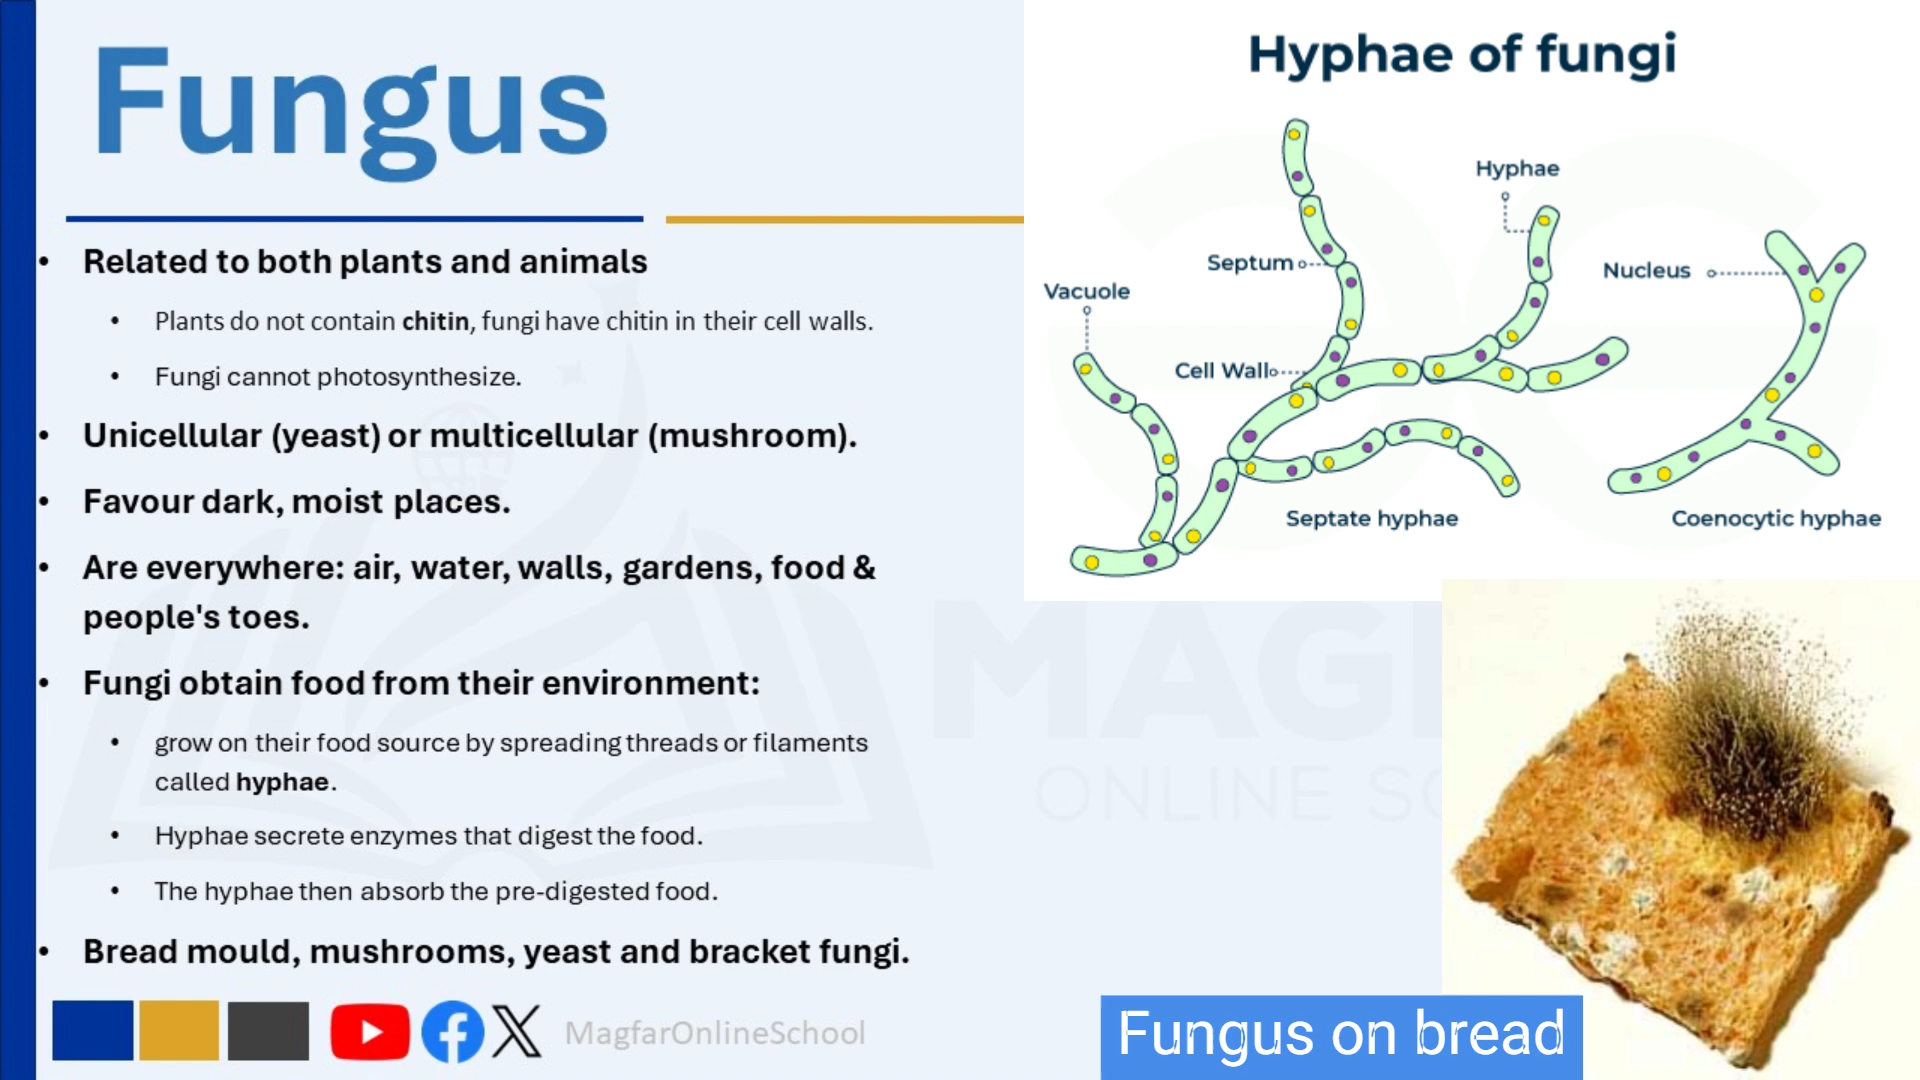 Fungus
• Related to both plants and animals
• Plants do not contain chitin, fungi have chitin in their cell walls.
• Fungi cannot photosynthesize.
• Unicellular (yeast) or multicellular (mushroom).
• Favour dark, moist places.
• Are everywhere: air, water, walls, gardens, food &
people's toes.
• Fungi obtain food from their environment:
• grow on their food source by spreading threads or filaments
called hyphae.
• Hyphae secrete enzymes that digest the food.
• The hyphae then absorb the pre-digested food.
• Bread mould, mushrooms, yeast and bracket fungi.
MagfarOnlineSchool
Hyphae of fungi
Hyphae
Septum
Nucleus
Vacuole
Cell Wall
Septate hyphae
Coenocytic hyphae
MAG
ONLINE SC
Fungus on bread